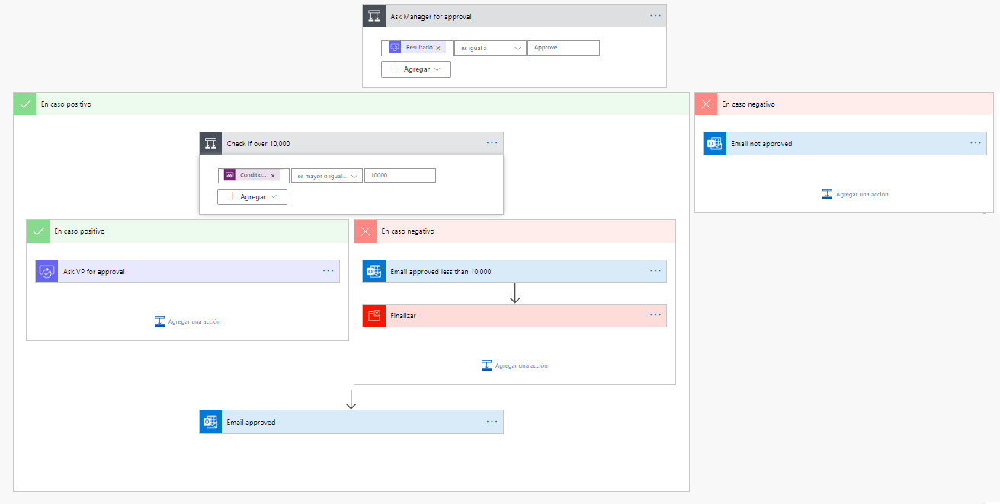 Ask Manager for approval
Resultado
es igual a
Approve
Agregar
En caso positivo
En caso negativo
Check if over 10,000
Email not approved
Conditio...
es mayor o igual...
10000
Agregar
Agregar una acción
En caso positivo
En caso negativo
Ask VP for approval
Email approved less than 10,000
Finalizar
Agregar una acción
Agregar una acción
Email approved